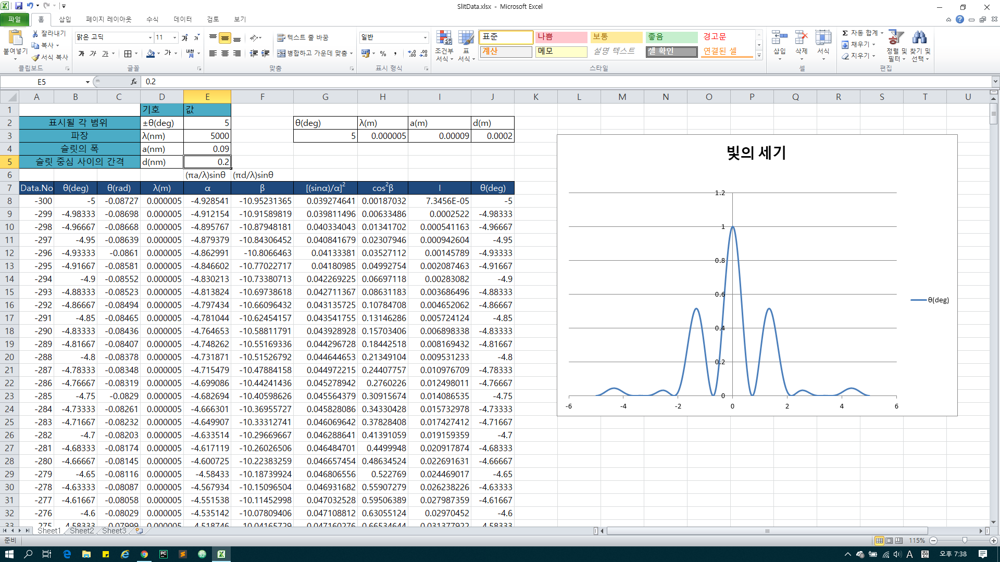 SlitData.xlsx - Microsoft Excel
파일 홈 삽입 페이지 레이아웃 수식 데이터 검토 보기
붙여넣기 잘라내기 복사 서식 복사 클립보드
맑은 고딕 11 가 가 가 가 가 가 내천 글꼴
텍스트 줄 바꿈 병합하고 가운데 맞춤 맞춤
일반 % , 표시 형식
조건부 서식 표 서식 표준 나쁨 보통 좋음 경고문
계산 메모 설명 텍스트 셀 확인 연결된 셀 스타일
삽입 삭제 서식 셀
Σ 자동 합계 채우기 지우기 정렬 및 필터 찾기 및 선택 편집
E5 fx 0.2
A B C D E F G H I J K L M N O P Q R S T U
1 기호 값
2 표시될 각 범위 ±θ(deg) 5 θ(deg) λ(m) a(m) d(m)
3 파장 λ(nm) 5000 5 0.000005 0.00009 0.0002
4 슬릿의 폭 a(nm) 0.09
5 슬릿 중심 사이의 간격 d(nm) 0.2
6 (πa/λ)sinθ (πd/λ)sinθ
7 Data.No θ(deg) θ(rad) λ(m) α β [(sinα)/α]² cos²β I θ(deg)
8 -300 -5 -0.08727 0.000005 -4.928541 -10.95231365 0.039274641 0.00187032 7.3456E-05 -5
9 -299 -4.98333 -0.08698 0.000005 -4.912154 -10.91589819 0.039811496 0.00633486 0.0002522 -4.98333
10 -298 -4.96667 -0.08668 0.000005 -4.895767 -10.87948181 0.040334043 0.01341702 0.000541163 -4.96667
11 -297 -4.95 -0.08639 0.000005 -4.879379 -10.84306452 0.040841679 0.02307946 0.000942604 -4.95
12 -296 -4.93333 -0.0861 0.000005 -4.862991 -10.8066463 0.04133381 0.03527112 0.00145789 -4.93333
13 -295 -4.91667 -0.08581 0.000005 -4.846602 -10.77022717 0.04180985 0.04992754 0.002087463 -4.91667
14 -294 -4.9 -0.08552 0.000005 -4.830213 -10.73380713 0.042269225 0.06697118 0.00283082 -4.9
15 -293 -4.88333 -0.08523 0.000005 -4.813824 -10.69738618 0.042711367 0.08631183 0.003686496 -4.88333
16 -292 -4.86667 -0.08494 0.000005 -4.797434 -10.66096432 0.043135725 0.10784708 0.004652062 -4.86667
17 -291 -4.85 -0.08465 0.000005 -4.781044 -10.62454157 0.043541755 0.13146286 0.005724124 -4.85
18 -290 -4.83333 -0.08436 0.000005 -4.764653 -10.58811791 0.043928928 0.15703406 0.006898338 -4.83333
19 -289 -4.81667 -0.08407 0.000005 -4.748262 -10.55169336 0.044296728 0.18442518 0.008169432 -4.81667
20 -288 -4.8 -0.08378 0.000005 -4.731871 -10.51526792 0.044644653 0.21349104 0.009531233 -4.8
21 -287 -4.78333 -0.08348 0.000005 -4.715479 -10.47884158 0.044972215 0.24407757 0.010976709 -4.78333
22 -286 -4.76667 -0.08319 0.000005 -4.699086 -10.44241436 0.045278942 0.2760226 0.012498011 -4.76667
23 -285 -4.75 -0.0829 0.000005 -4.682694 -10.40598626 0.045564379 0.30915674 0.014086535 -4.75
24 -284 -4.73333 -0.08261 0.000005 -4.666301 -10.36955727 0.045828086 0.34330428 0.015732978 -4.73333
25 -283 -4.71667 -0.08232 0.000005 -4.649907 -10.33312741 0.046069642 0.37828408 0.017427412 -4.71667
26 -282 -4.7 -0.08203 0.000005 -4.633514 -10.29669667 0.046288641 0.41391059 0.019159359 -4.7
27 -281 -4.68333 -0.08174 0.000005 -4.617119 -10.26026506 0.046484701 0.4499948 0.020917874 -4.68333
28 -280 -4.66667 -0.08145 0.000005 -4.600725 -10.22383259 0.046657454 0.48634524 0.022691631 -4.66667
29 -279 -4.65 -0.08116 0.000005 -4.58433 -10.18739924 0.046806556 0.522769 0.024469017 -4.65
30 -278 -4.63333 -0.08087 0.000005 -4.567934 -10.15096504 0.046931682 0.55907279 0.026238226 -4.63333
31 -277 -4.61667 -0.08058 0.000005 -4.551538 -10.11452998 0.047032528 0.59506389 0.027987359 -4.61667
32 -276 -4.6 -0.08029 0.000005 -4.535142 -10.07809406 0.047108812 0.63055124 0.02970452 -4.6
33 -275 -4.58333 -0.07999 0.000005 -4.518746 -10.04165729 0.047160276 0.66534644 0.031377922 -4.58333
빛의 세기
1.2
1
0.8
0.6
θ(deg)
0.4
0.2
0
-6 -4 -2 0 2 4 6
Sheet1 Sheet2 Sheet3
준비 115%
A 한 오후 7:38